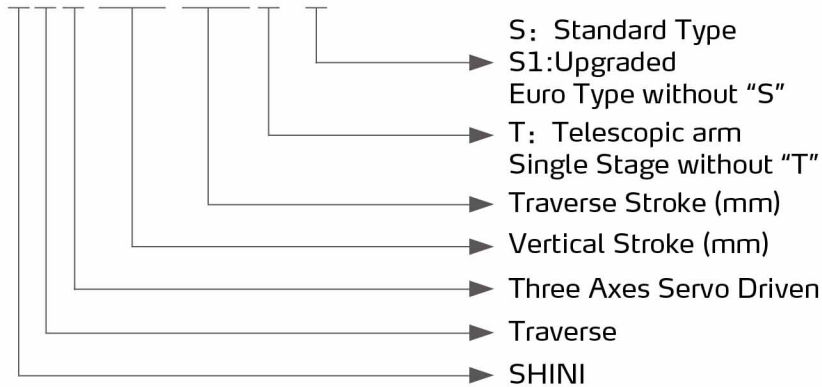 S: Standard Type
S1:Upgraded
Euro Type without “S”
T: Telescopic arm
Single Stage without “T”
Traverse Stroke (mm)
Vertical Stroke (mm)
Three Axes Servo Driven
Traverse
SHINI